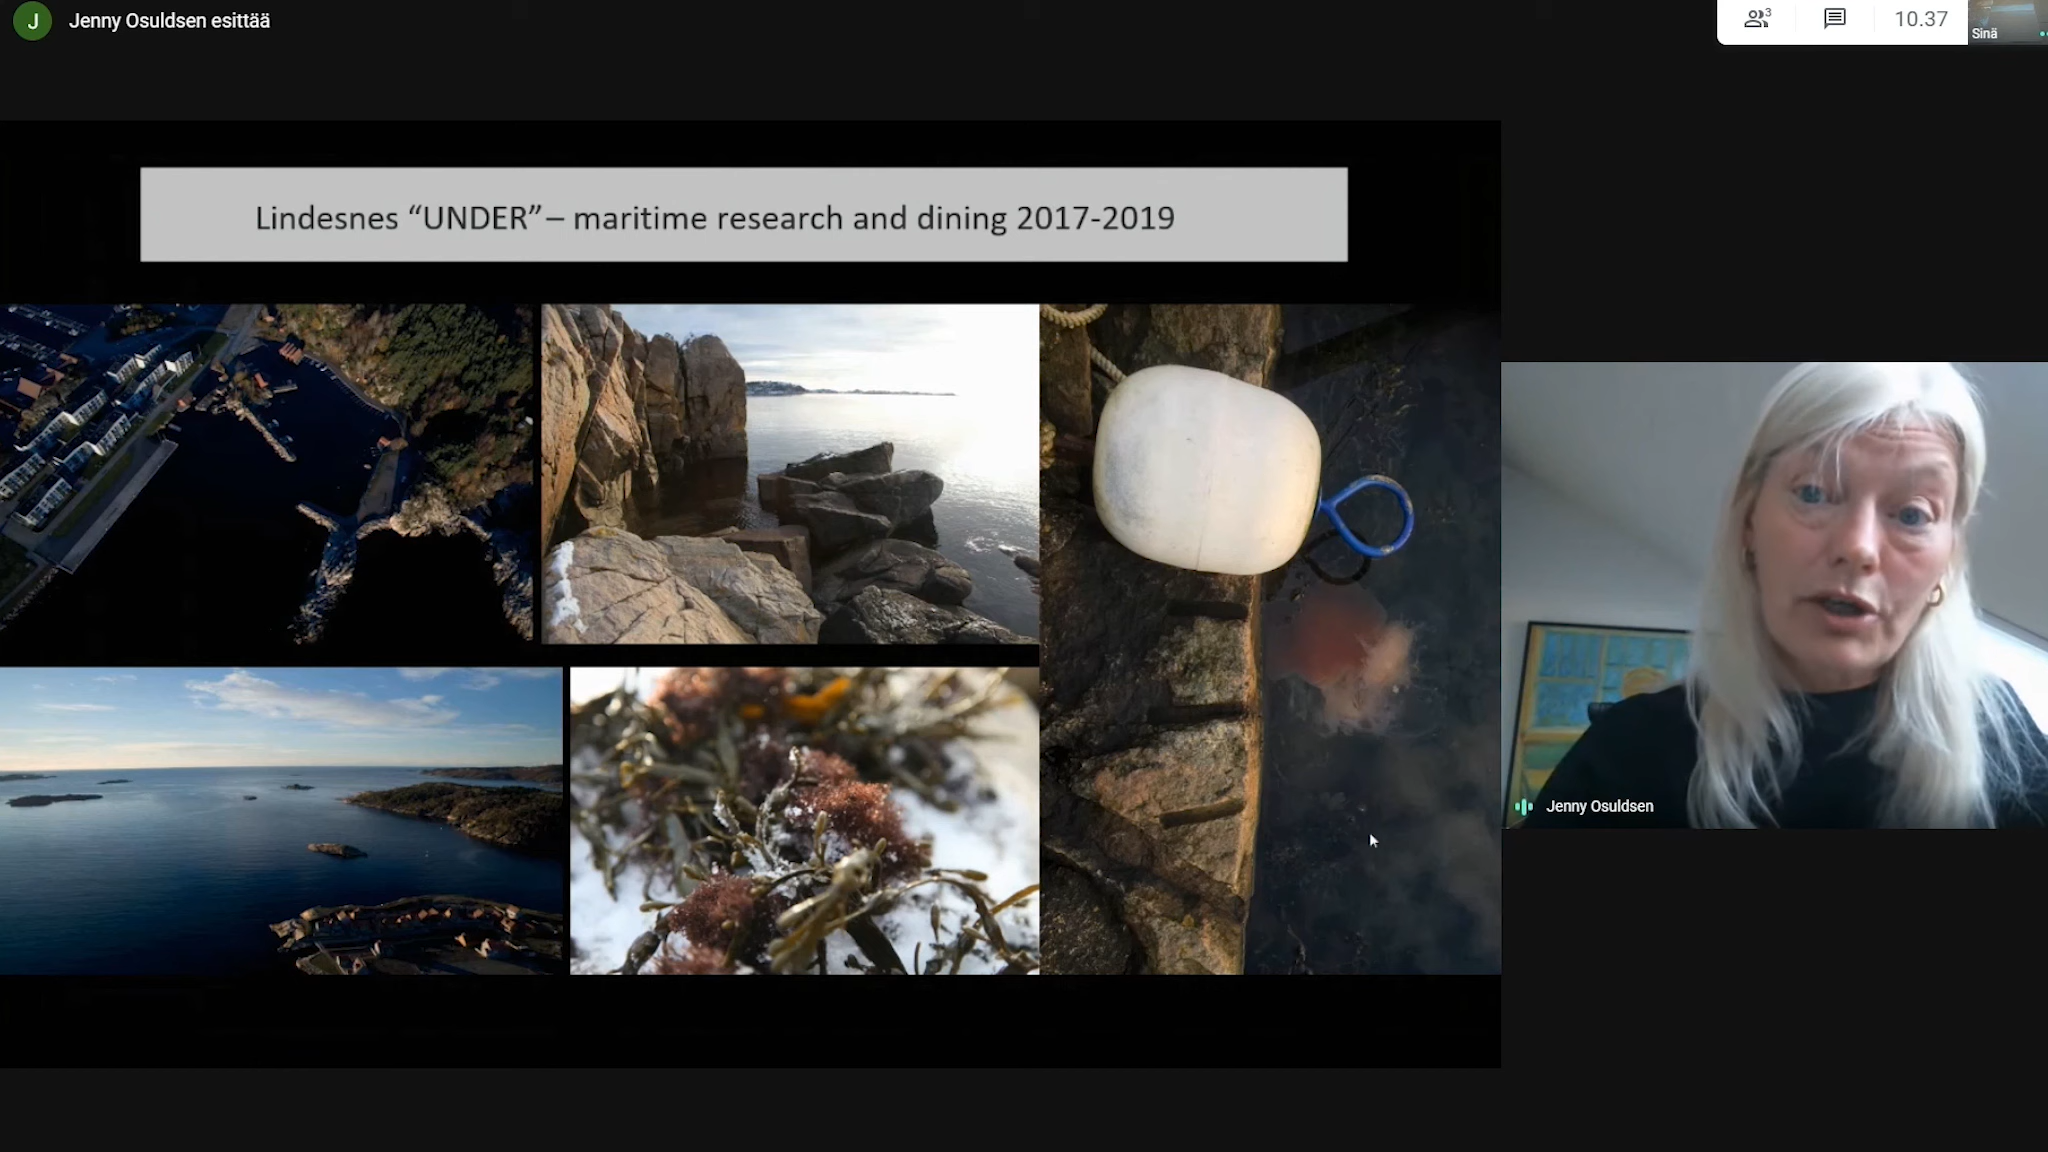 J
Jenny Osuldsen esittää
3
10.37
Sinä
Lindesnes “UNDER” – maritime research and dining 2017-2019
Jenny Osuldsen